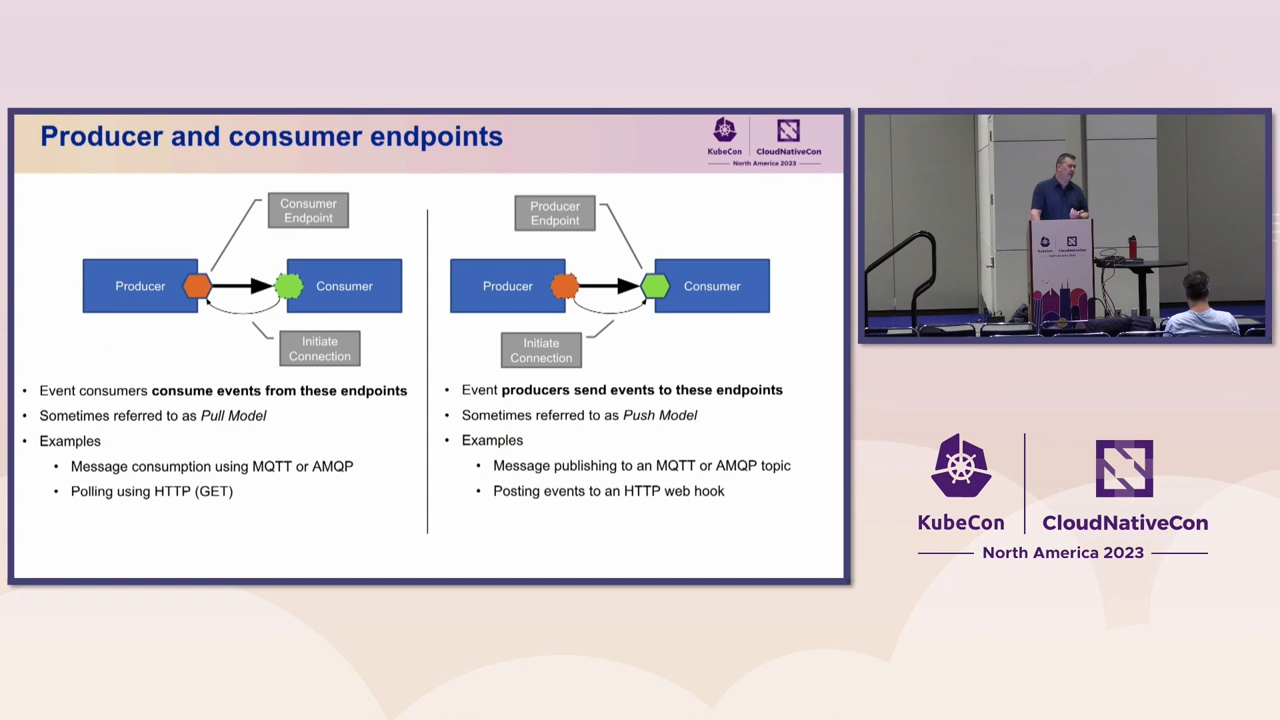 Producer and consumer endpoints
KubeCon
CloudNativeCon
North America 2023
Consumer
Endpoint
Producer
Consumer
Initiate
Connection
• Event consumers consume events from these endpoints
• Sometimes referred to as Pull Model
• Examples
• Message consumption using MQTT or AMQP
• Polling using HTTP (GET)
Producer
Endpoint
Producer
Consumer
Initiate
Connection
• Event producers send events to these endpoints
• Sometimes referred to as Push Model
• Examples
• Message publishing to an MQTT or AMQP topic
• Posting events to an HTTP web hook
KubeCon
CloudNativeCon
North America 2023